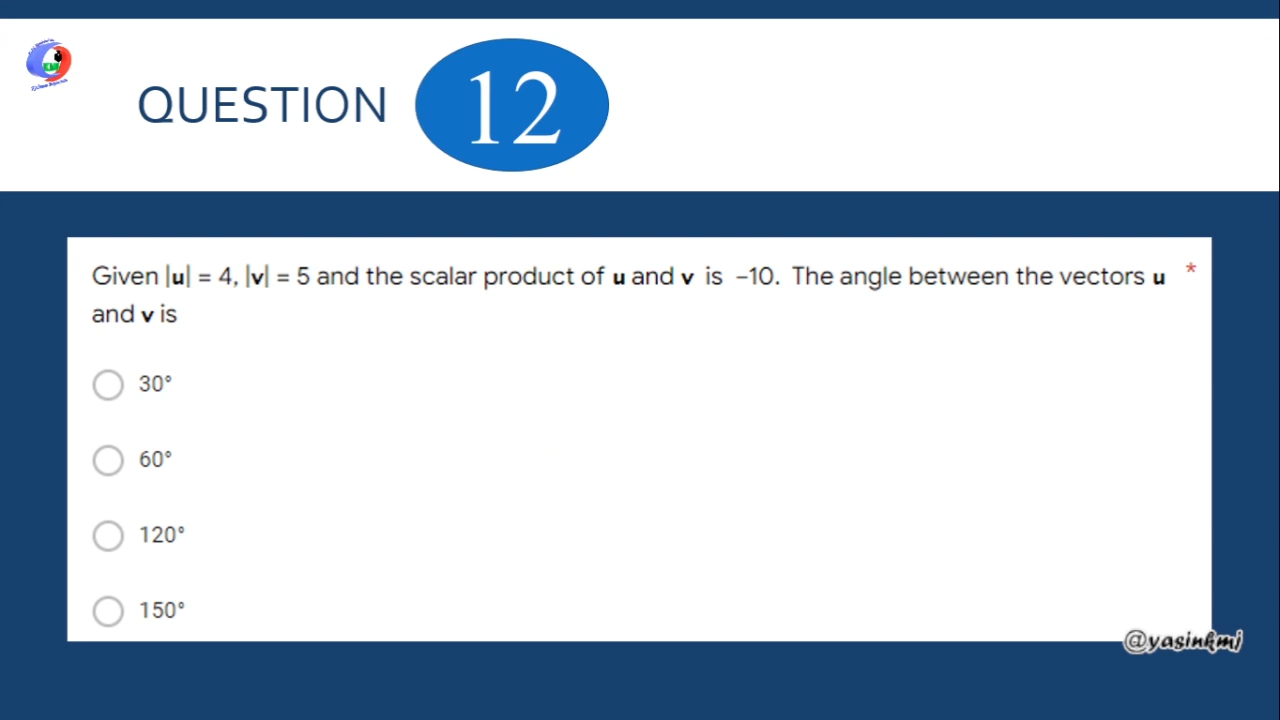 QUESTION 12
Given |u| = 4, |v| = 5 and the scalar product of u and v is –10. The angle between the vectors u *
and v is
30°
60°
120°
150°
@yasinkmj